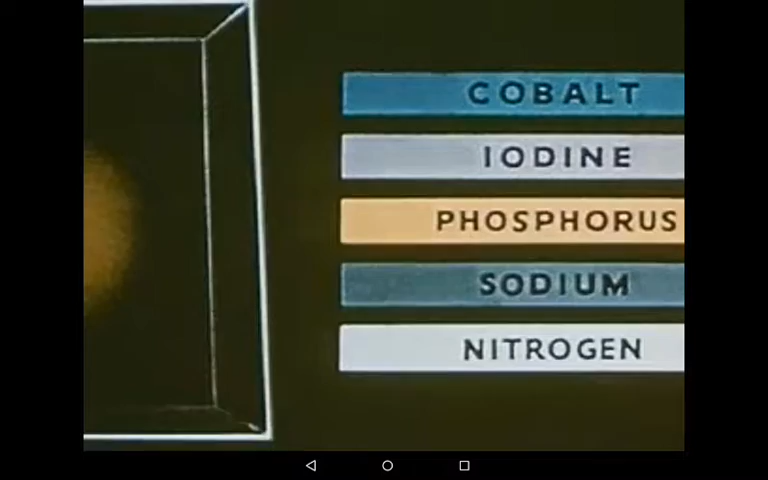 COBALT
IODINE
PHOSPHORUS
SODIUM
NITROGEN